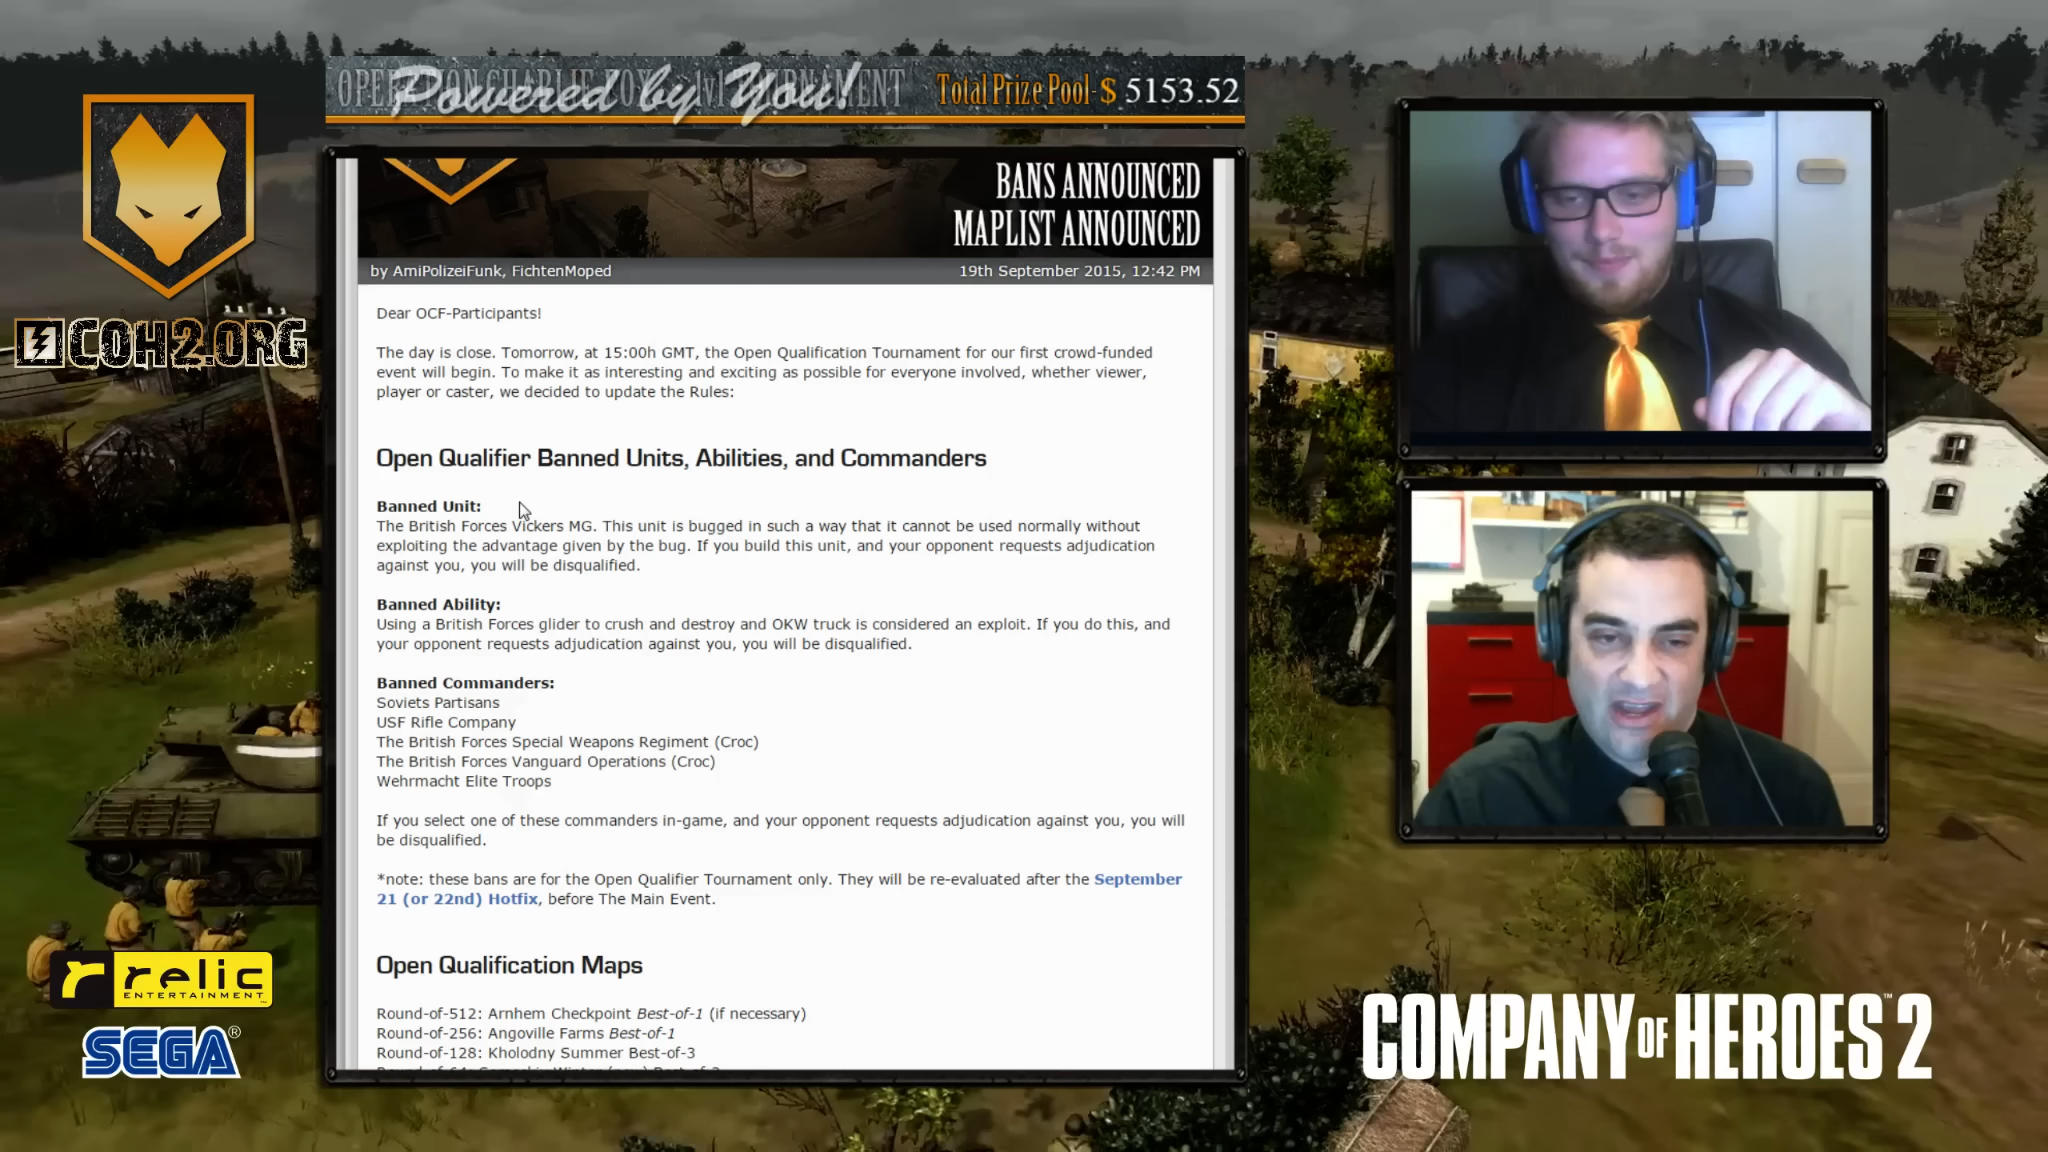 OPERATION CHARLIE FOX 1v1 TOURNAMENT
Powered by You!
Total Prize Pool- $ 5153.52
COH2.ORG
BANS ANNOUNCED
MAPLIST ANNOUNCED
by AmiPolizeiFunk, FichtenMoped
19th September 2015, 12:42 PM
Dear OCF-Participants!
The day is close. Tomorrow, at 15:00h GMT, the Open Qualification Tournament for our first crowd-funded
event will begin. To make it as interesting and exciting as possible for everyone involved, whether viewer,
player or caster, we decided to update the Rules:
Open Qualifier Banned Units, Abilities, and Commanders
Banned Unit:
The British Forces Vickers MG. This unit is bugged in such a way that it cannot be used normally without
exploiting the advantage given by the bug. If you build this unit, and your opponent requests adjudication
against you, you will be disqualified.
Banned Ability:
Using a British Forces glider to crush and destroy and OKW truck is considered an exploit. If you do this, and
your opponent requests adjudication against you, you will be disqualified.
Banned Commanders:
Soviets Partisans
USF Rifle Company
The British Forces Special Weapons Regiment (Croc)
The British Forces Vanguard Operations (Croc)
Wehrmacht Elite Troops
If you select one of these commanders in-game, and your opponent requests adjudication against you, you will
be disqualified.
*note: these bans are for the Open Qualifier Tournament only. They will be re-evaluated after the September
21 (or 22nd) Hotfix, before The Main Event.
Open Qualification Maps
Round-of-512: Arnhem Checkpoint Best-of-1 (if necessary)
Round-of-256: Angoville Farms Best-of-1
Round-of-128: Kholodny Summer Best-of-3
relic
ENTERTAINMENT
SEGA®
COMPANY OF HEROES 2™